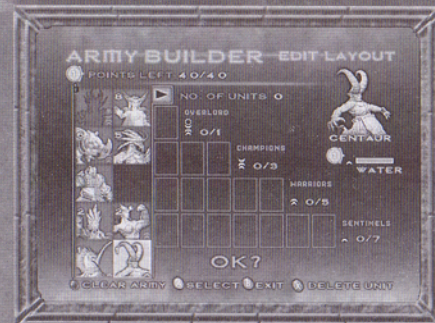 ARMY BUILDER EDIT LAYOUT
POINTS LEFT 40/40
NO. OF UNITS 0
OVERLORD
0/1
CHAMPIONS
0/3
WARRIORS
0/5
SENTINELS
0/7
CENTAUR
WATER
OK?
CLEAR ARMY SELECT EXIT DELETE UNIT